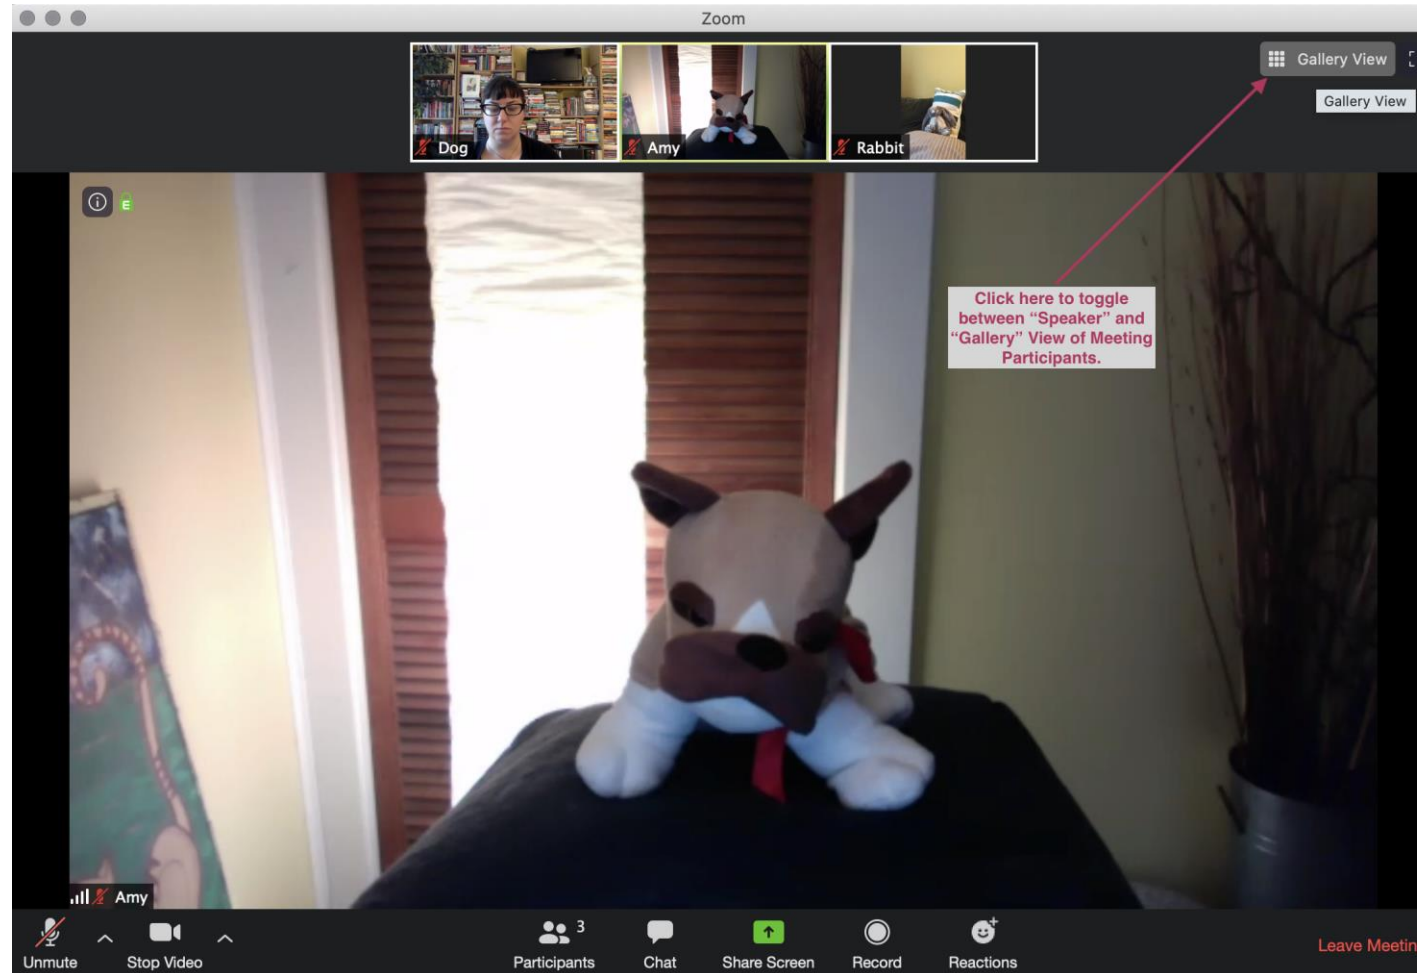 Zoom
Gallery View
Gallery View
Dog
Amy
Rabbit
Click here to toggle
between “Speaker” and
“Gallery” View of Meeting
Participants.
Amy
Unmute
Stop Video
Participants
3
Chat
Share Screen
Record
Reactions
Leave Meetin